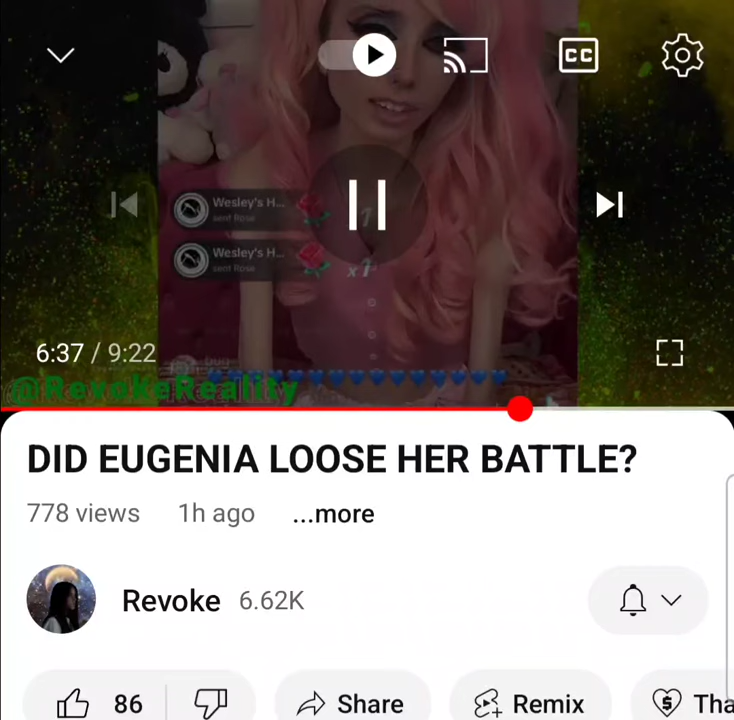 CC
Wesley's H...
sent Rose
Wesley's H...
sent Rose
x1
6:37 / 9:22
@RevokeReality
DID EUGENIA LOOSE HER BATTLE?
778 views 1h ago ...more
Revoke 6.62K
86 Share Remix Tha